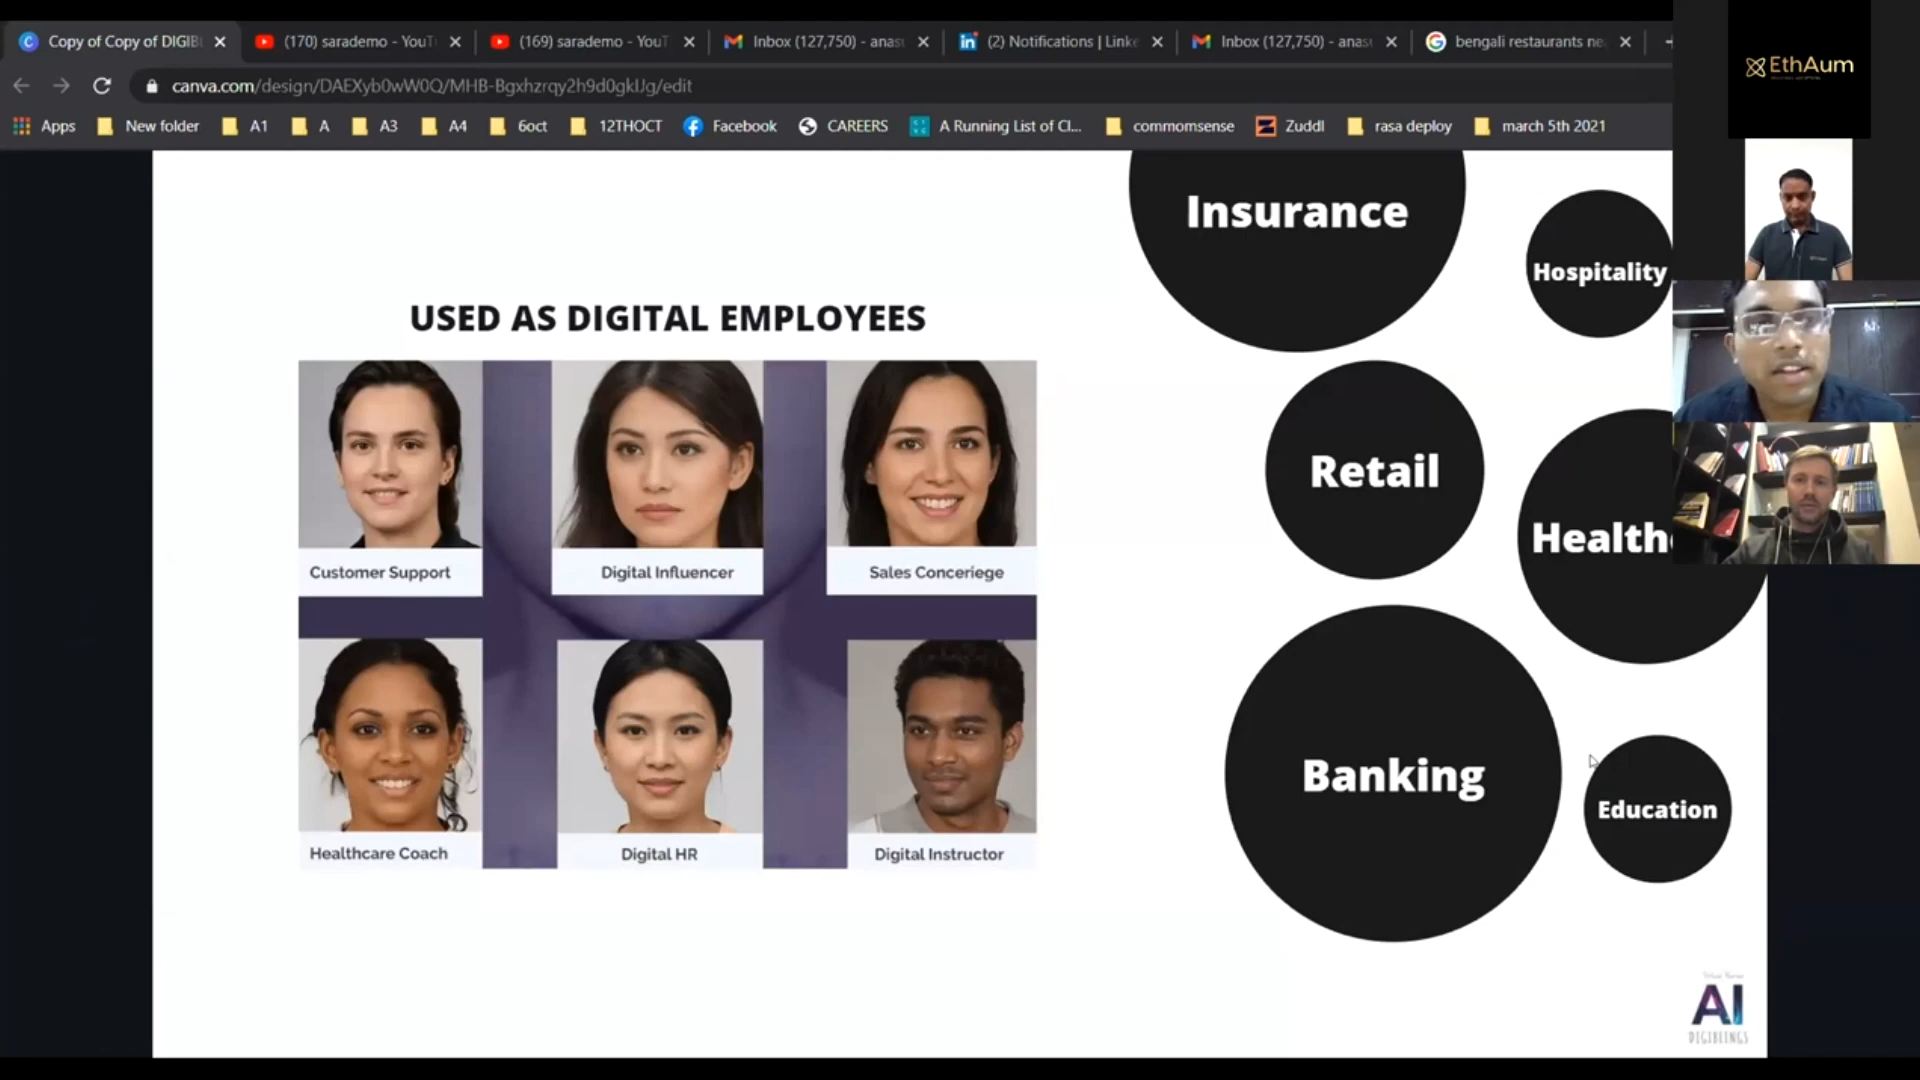 Copy of Copy of DIGIB
(170) sarademo - YouT
(169) sarademo - YouT
Inbox (127,750) - anas
(2) Notifications | Linke
Inbox (127,750) - anas
bengali restaurants ne
canva.com/design/DAEXyb0wW0Q/MHB-Bgxhzrqy2h9d0gkIJg/edit
Apps
New folder
A1
A
A3
A4
6oct
12THOCT
Facebook
CAREERS
A Running List of Cl...
commomsense
Zuddl
rasa deploy
march 5th 2021
EthAum
Insurance
Hospitality
USED AS DIGITAL EMPLOYEES
Retail
Health
Customer Support
Digital Influencer
Sales Conceriege
Banking
Education
Healthcare Coach
Digital HR
Digital Instructor
AI
DIGIBEINGS